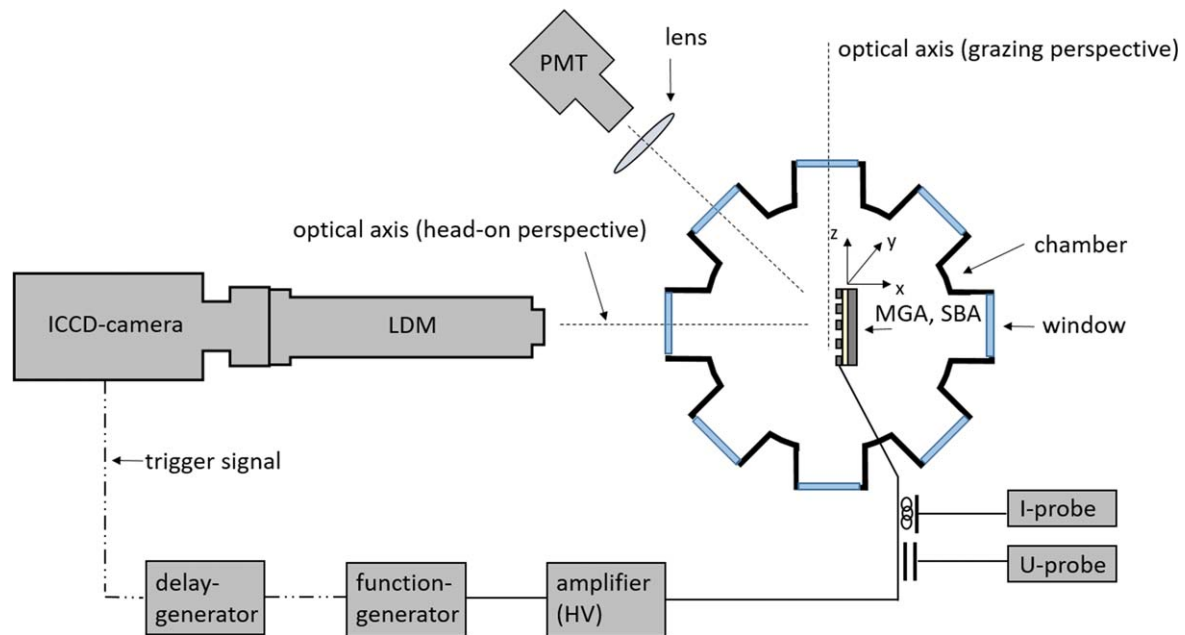 lens
PMT
optical axis (grazing perspective)
optical axis (head-on perspective)
z
y
x
chamber
ICCD-camera
LDM
MGA, SBA
window
trigger signal
I-probe
U-probe
delay-
generator
function-
generator
amplifier
(HV)